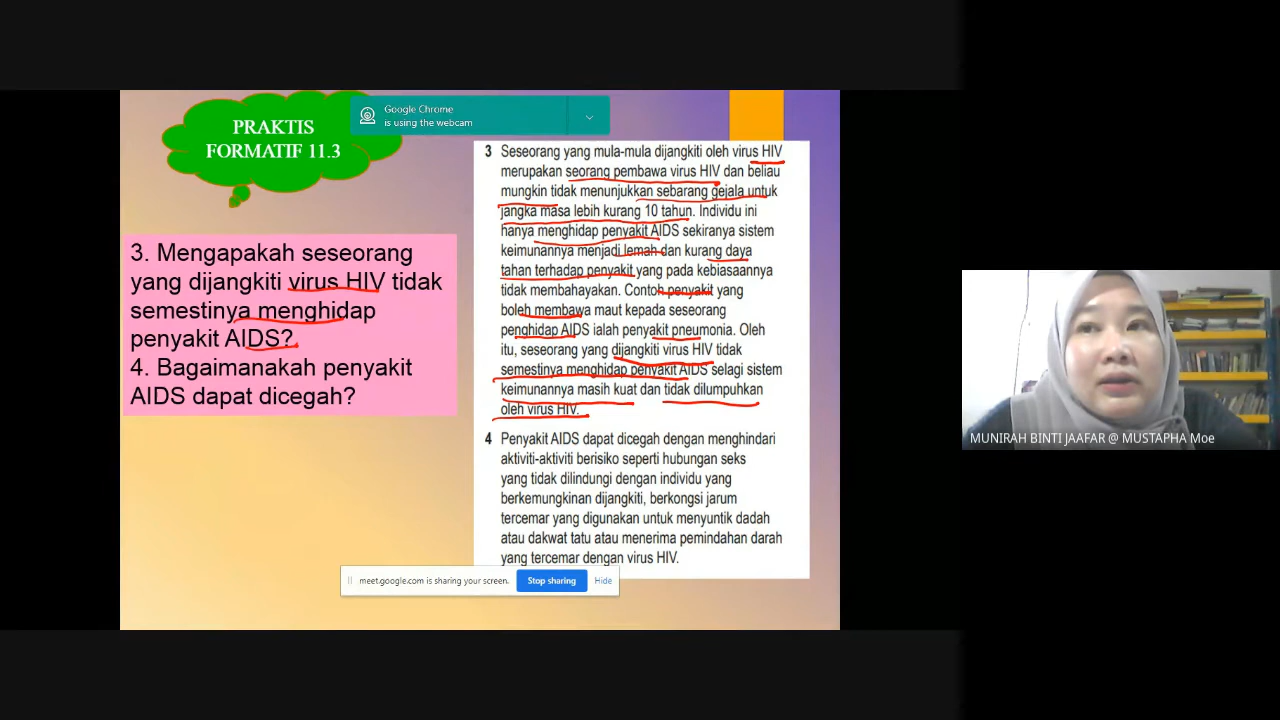 PRAKTIS
FORMATIF 11.3
Google Chrome
is using the webcam
3. Mengapakah seseorang
yang dijangkiti virus HIV tidak
semestinya menghidap
penyakit AIDS?
4. Bagaimanakah penyakit
AIDS dapat dicegah?
3 Seseorang yang mula-mula dijangkiti oleh virus HIV
merupakan seorang pembawa virus HIV dan beliau
mungkin tidak menunjukkan sebarang gejala untuk
jangka masa lebih kurang 10 tahun. Individu ini
hanya menghidap penyakit AIDS sekiranya sistem
keimunannya menjadi lemah dan kurang daya
tahan terhadap penyakit yang pada kebiasaannya
tidak membahayakan. Contoh penyakit yang
boleh membawa maut kepada seseorang
penghidap AIDS ialah penyakit pneumonia. Oleh
itu, seseorang yang dijangkiti virus HIV tidak
semestinya menghidap penyakit AIDS selagi sistem
keimunannya masih kuat dan tidak dilumpuhkan
oleh virus HIV.
4 Penyakit AIDS dapat dicegah dengan menghindari
aktiviti-aktiviti berisiko seperti hubungan seks
yang tidak dilindungi dengan individu yang
berkemungkinan dijangkiti, berkongsi jarum
tercemar yang digunakan untuk menyuntik dadah
atau dakwat tatu atau menerima pemindahan darah
yang tercemar dengan virus HIV.
meet.google.com is sharing your screen. Stop sharing Hide
MUNIRAH BINTI JAAFAR @ MUSTAPHA Moe